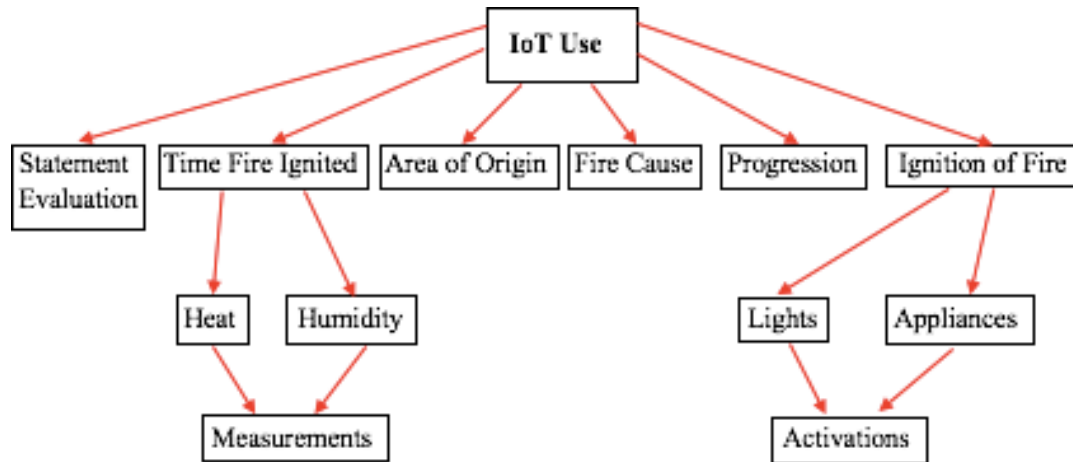 IoT Use
Statement
Evaluation
Time Fire Ignited
Area of Origin
Fire Cause
Progression
Ignition of Fire
Heat
Humidity
Lights
Appliances
Measurements
Activations